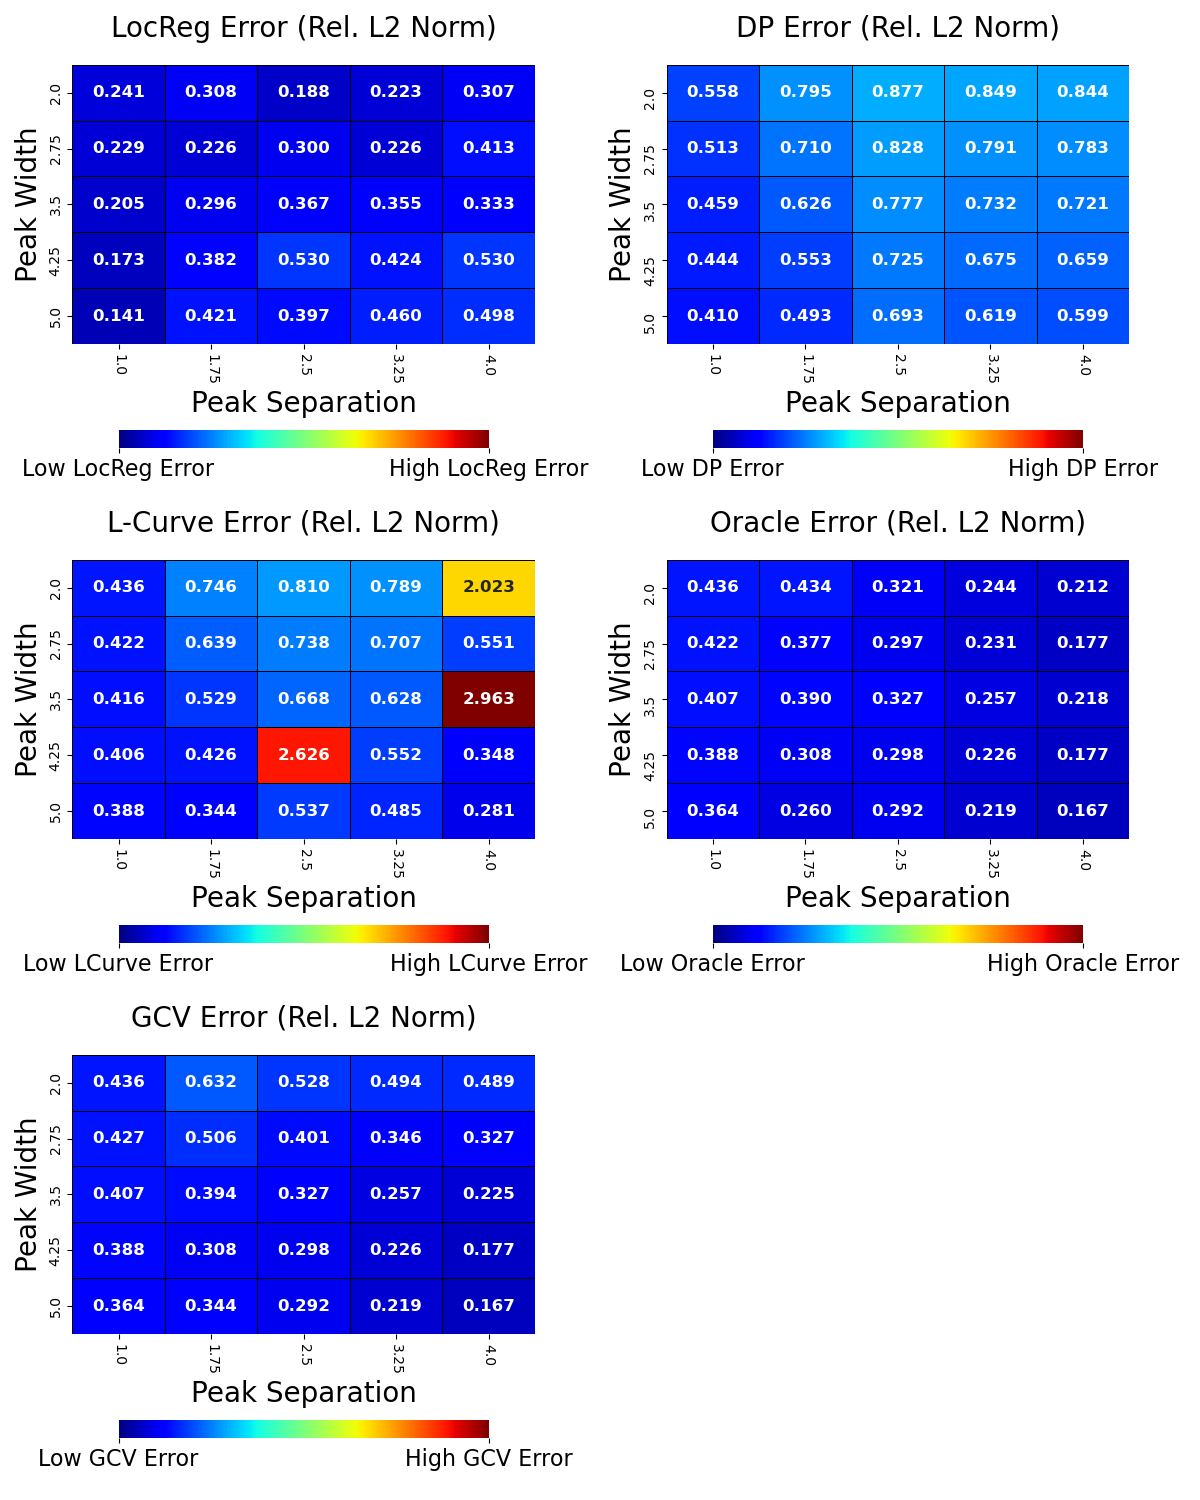 LocReg Error (Rel. L2 Norm)
Peak Width
2.0 0.241 0.308 0.188 0.223 0.307
2.75 0.229 0.226 0.300 0.226 0.413
3.5 0.205 0.296 0.367 0.355 0.333
4.25 0.173 0.382 0.530 0.424 0.530
5.0 0.141 0.421 0.397 0.460 0.498
1.0 1.75 2.5 3.25 4.0
Peak Separation
Low LocReg Error High LocReg Error
DP Error (Rel. L2 Norm)
Peak Width
2.0 0.558 0.795 0.877 0.849 0.844
2.75 0.513 0.710 0.828 0.791 0.783
3.5 0.459 0.626 0.777 0.732 0.721
4.25 0.444 0.553 0.725 0.675 0.659
5.0 0.410 0.493 0.693 0.619 0.599
1.0 1.75 2.5 3.25 4.0
Peak Separation
Low DP Error High DP Error
L-Curve Error (Rel. L2 Norm)
Peak Width
2.0 0.436 0.746 0.810 0.789 2.023
2.75 0.422 0.639 0.738 0.707 0.551
3.5 0.416 0.529 0.668 0.628 2.963
4.25 0.406 0.426 2.626 0.552 0.348
5.0 0.388 0.344 0.537 0.485 0.281
1.0 1.75 2.5 3.25 4.0
Peak Separation
Low LCurve Error High LCurve Error
Oracle Error (Rel. L2 Norm)
Peak Width
2.0 0.436 0.434 0.321 0.244 0.212
2.75 0.422 0.377 0.297 0.231 0.177
3.5 0.407 0.390 0.327 0.257 0.218
4.25 0.388 0.308 0.298 0.226 0.177
5.0 0.364 0.260 0.292 0.219 0.167
1.0 1.75 2.5 3.25 4.0
Peak Separation
Low Oracle Error High Oracle Error
GCV Error (Rel. L2 Norm)
Peak Width
2.0 0.436 0.632 0.528 0.494 0.489
2.75 0.427 0.506 0.401 0.346 0.327
3.5 0.407 0.394 0.327 0.257 0.225
4.25 0.388 0.308 0.298 0.226 0.177
5.0 0.364 0.344 0.292 0.219 0.167
1.0 1.75 2.5 3.25 4.0
Peak Separation
Low GCV Error High GCV Error